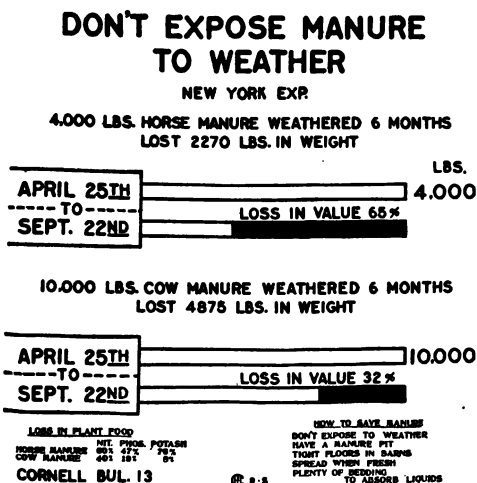 DON'T EXPOSE MANURE
TO WEATHER
NEW YORK EXP.
4.000 LBS. HORSE MANURE WEATHERED 6 MONTHS
LOST 2270 LBS. IN WEIGHT
LBS.
APRIL 25TH
4.000
TO
LOSS IN VALUE 65%
SEPT. 22ND
10.000 LBS. COW MANURE WEATHERED 6 MONTHS
LOST 4875 LBS. IN WEIGHT
APRIL 25TH
10.000
TO
LOSS IN VALUE 32%
SEPT. 22ND
LOSS IN PLANT FOOD
NIT. PHOS. POTASH
HORSE MANURE 47% 76%
COW MANURE
CORNELL BUL. 13
HOW TO SAVE MANURE
DON'T EXPOSE TO WEATHER
HAVE A MANURE PIT
TIGHT FLOORS IN BARNS
SPREAD WHEN FRESH
PLENTY OF BEDDING
TO ABSORB LIQUIDS